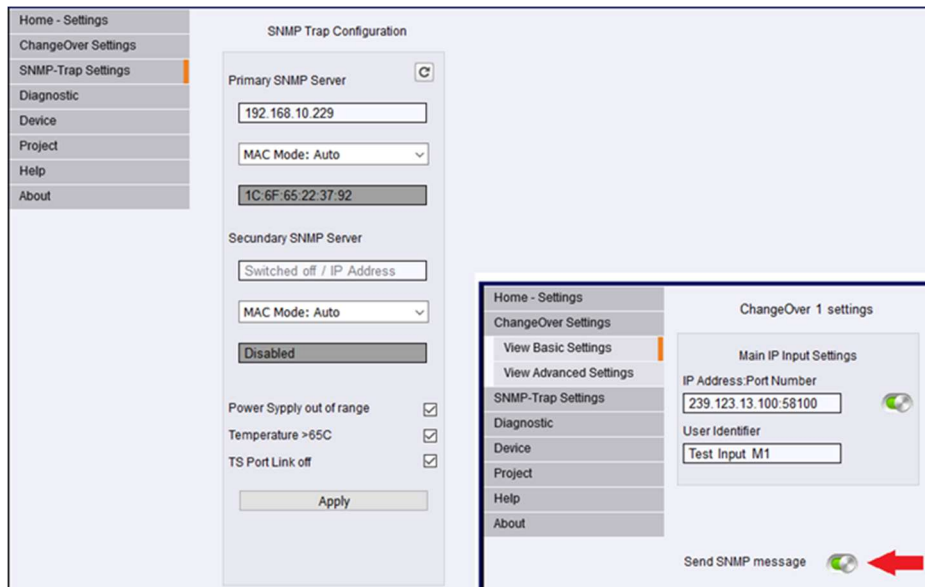 Home - Settings
ChangeOver Settings
SNMP-Trap Settings
Diagnostic
Device
Project
Help
About
SNMP Trap Configuration
Primary SNMP Server
192.168.10.229
MAC Mode: Auto
1C:6F:65:22:37:92
Secundary SNMP Server
Switched off / IP Address
MAC Mode: Auto
Disabled
Power Sypply out of range
Temperature >65C
TS Port Link off
Apply
Home - Settings
ChangeOver Settings
View Basic Settings
View Advanced Settings
SNMP-Trap Settings
Diagnostic
Device
Project
Help
About
ChangeOver 1 settings
Main IP Input Settings
IP Address:Port Number
239.123.13.100:58100
User Identifier
Test Input M1
Send SNMP message